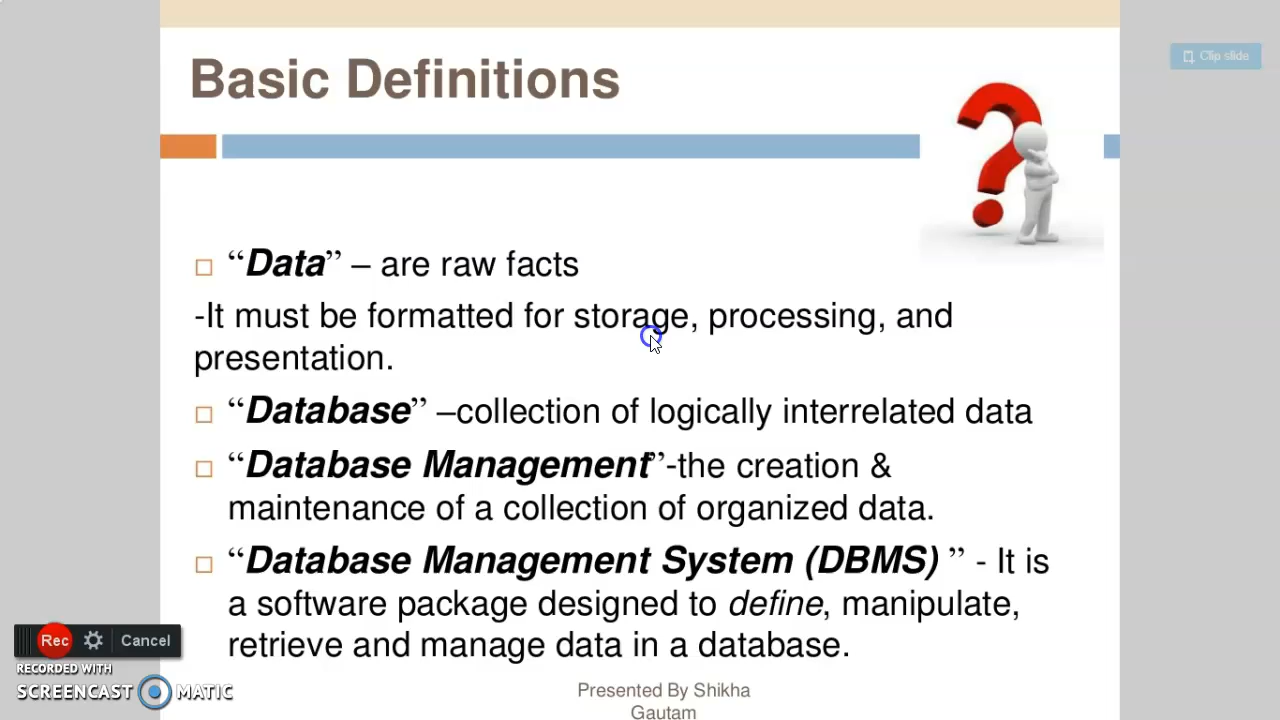 Basic Definitions
Clip slide
“Data” – are raw facts
-It must be formatted for storage, processing, and
presentation.
“Database” –collection of logically interrelated data
“Database Management”-the creation &
maintenance of a collection of organized data.
“Database Management System (DBMS) ” - It is
a software package designed to define, manipulate,
retrieve and manage data in a database.
Rec Cancel
RECORDED WITH
SCREENCAST MATIC
Presented By Shikha
Gautam